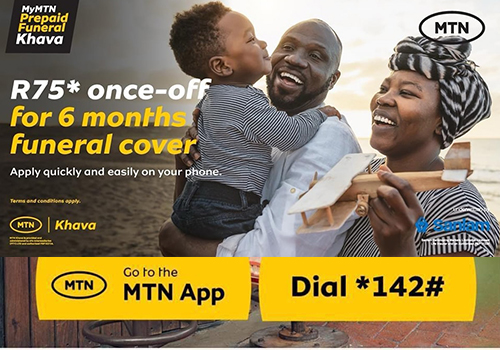 MyMTN
Prepaid
Funeral
Khava
MTN
R75* once-off
for 6 months
funeral cover
Apply quickly and easily on your phone.
Terms and conditions apply.
MTN | Khava
Sanlam
MTN
Go to the
MTN App
Dial *142#